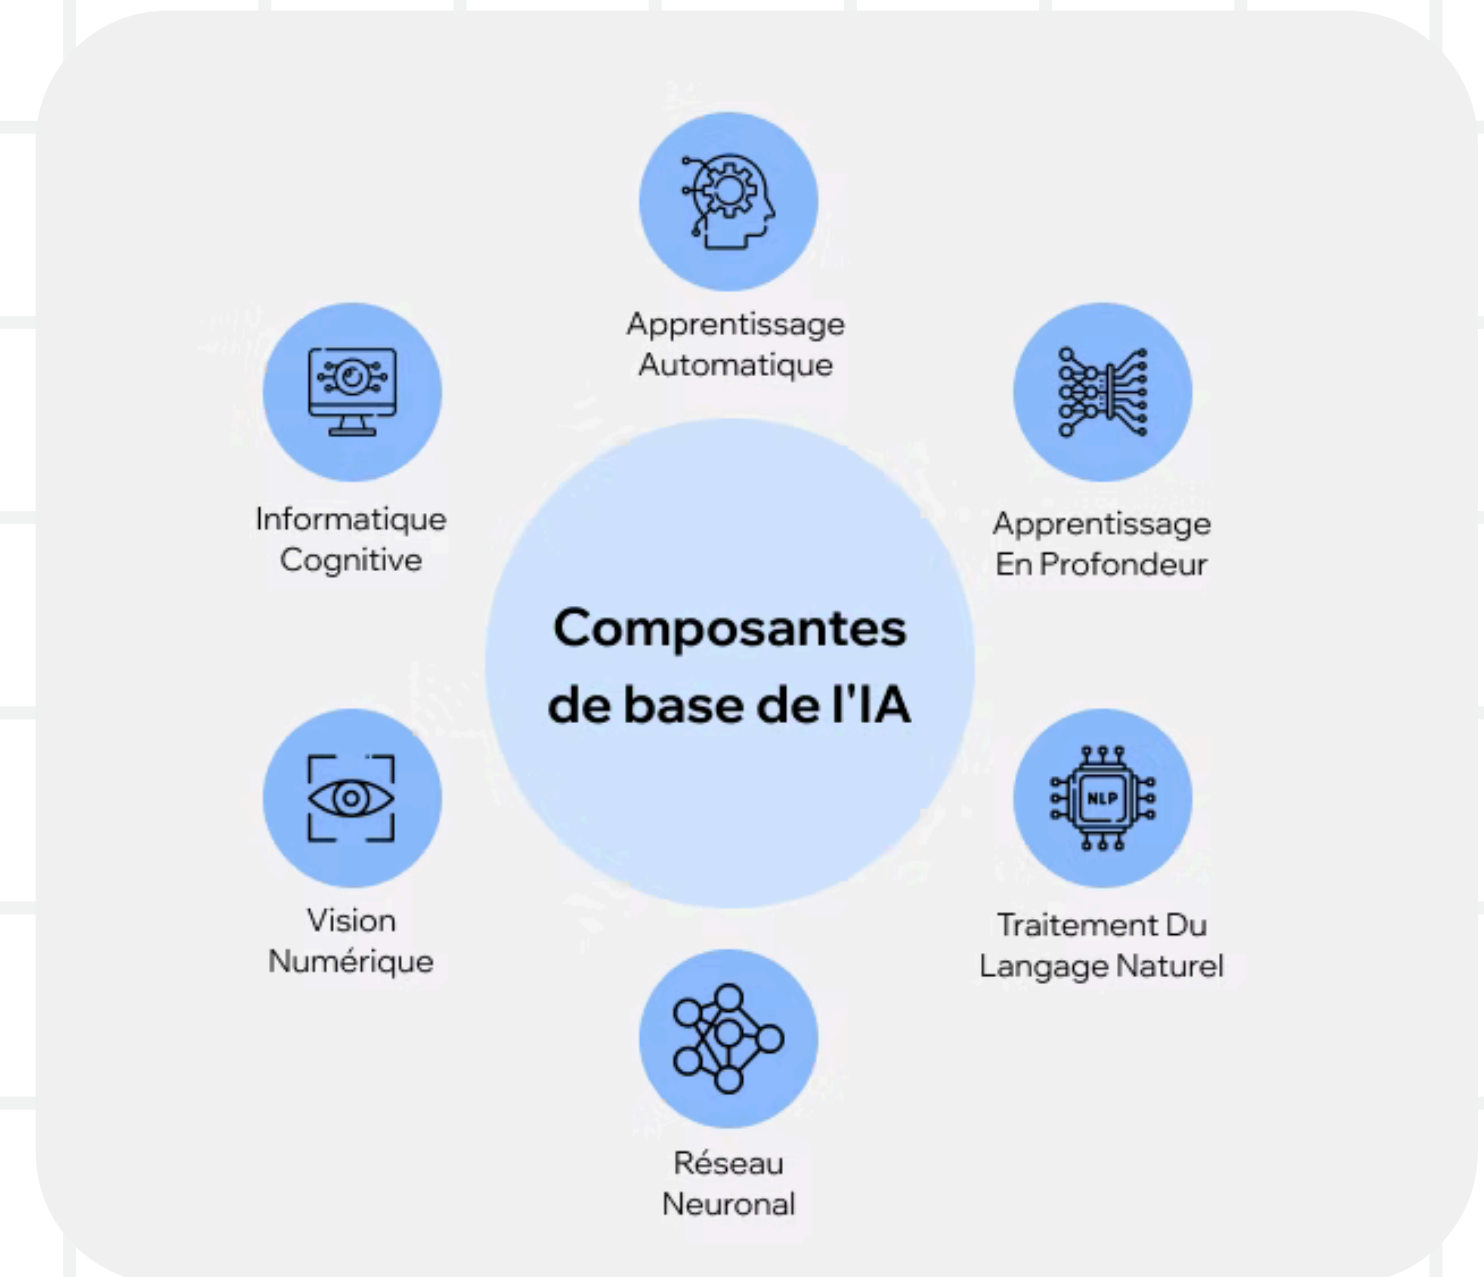 Apprentissage
Automatique
Informatique
Cognitive
Apprentissage
En Profondeur
Composantes
de base de l'IA
NLP
Vision
Numérique
Traitement Du
Langage Naturel
Réseau
Neuronal